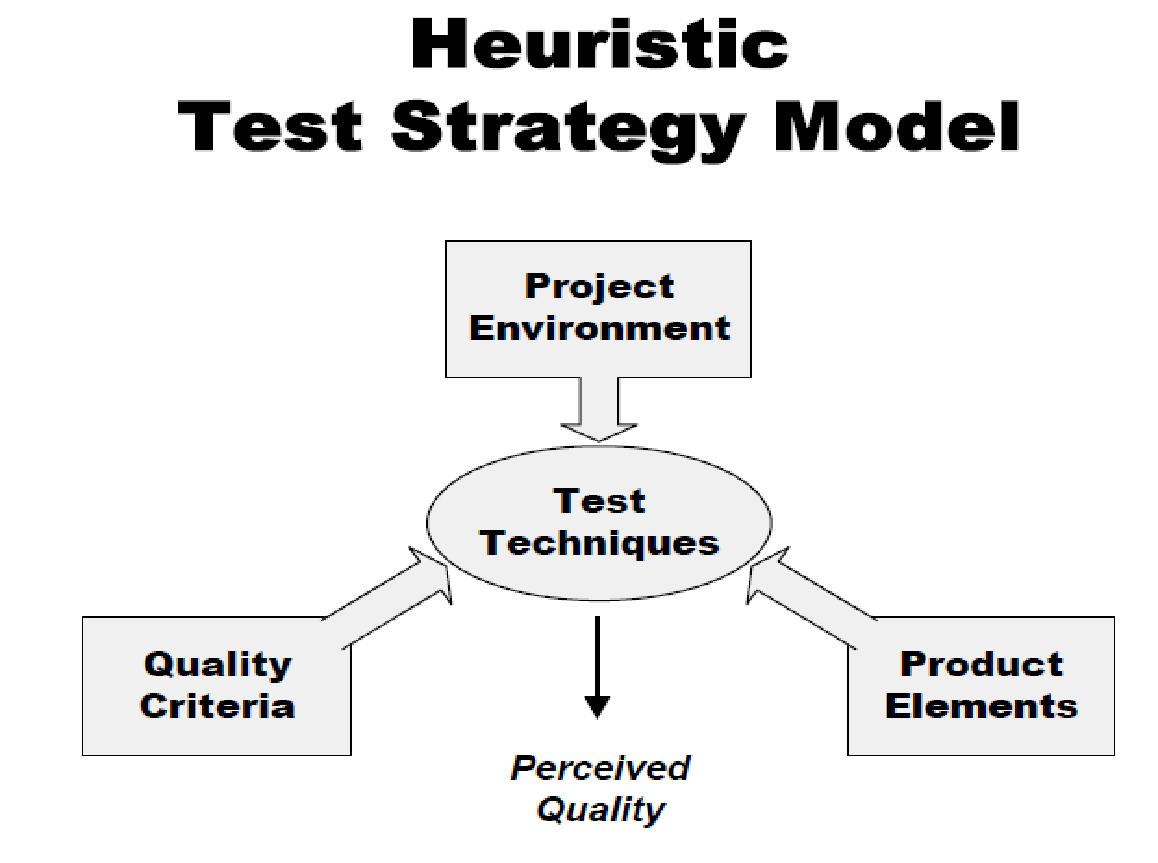 Heuristic
Test Strategy Model
Project
Environment
Test
Techniques
Quality
Criteria
Product
Elements
Perceived
Quality